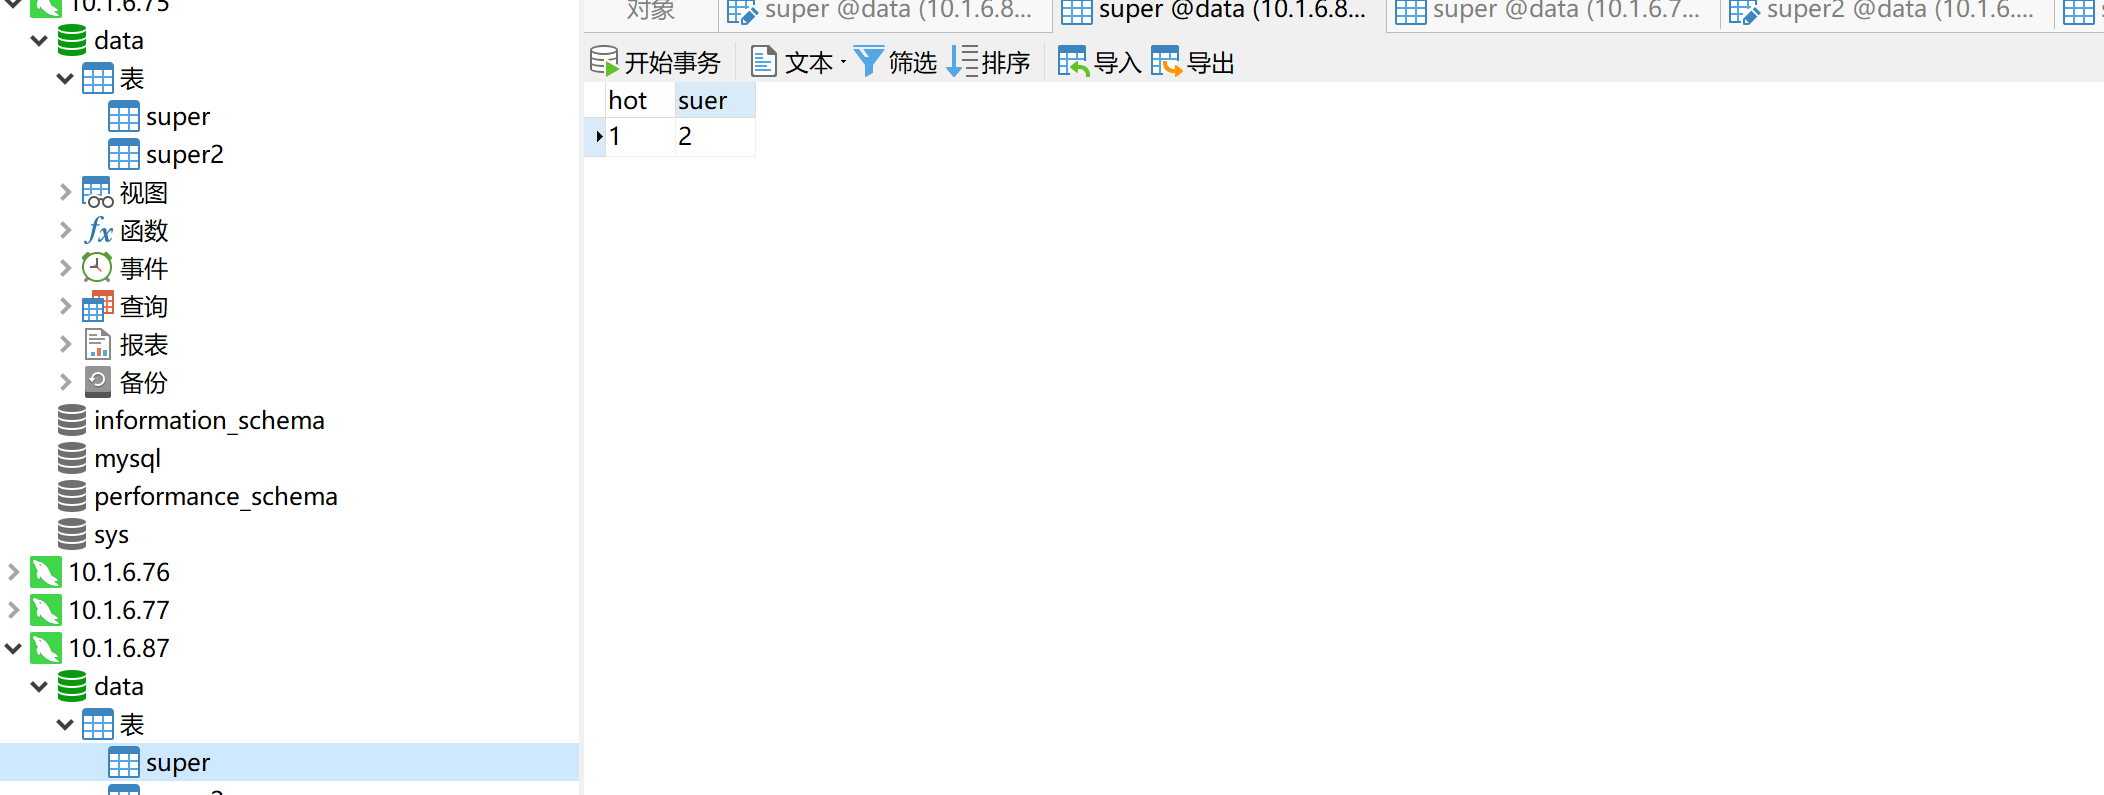 10.1.6.75
data
表
super
super2
视图
函数
事件
查询
报表
备份
information_schema
mysql
performance_schema
sys
10.1.6.76
10.1.6.77
10.1.6.87
data
表
super
对象
super @data (10.1.6.8...
super @data (10.1.6.8...
super @data (10.1.6.7...
super2 @data (10.1.6....
开始事务 文本 筛选 排序 导入 导出
hot suer
1 2